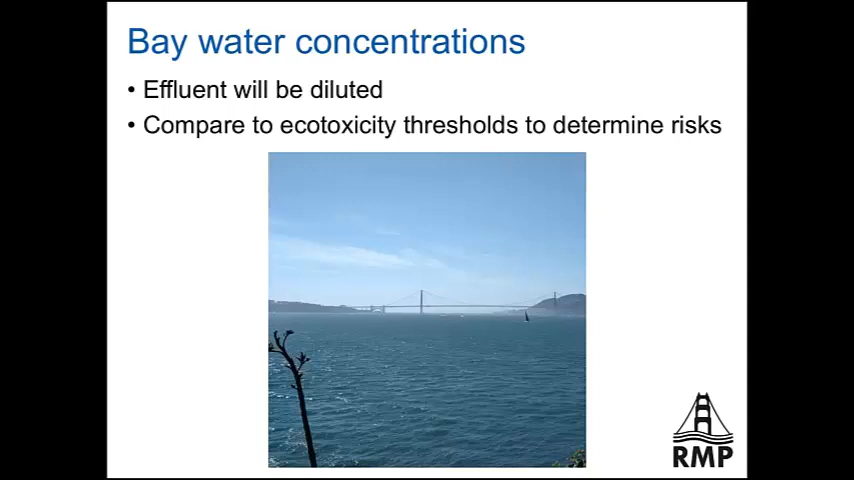 Bay water concentrations
• Effluent will be diluted
• Compare to ecotoxicity thresholds to determine risks
RMP